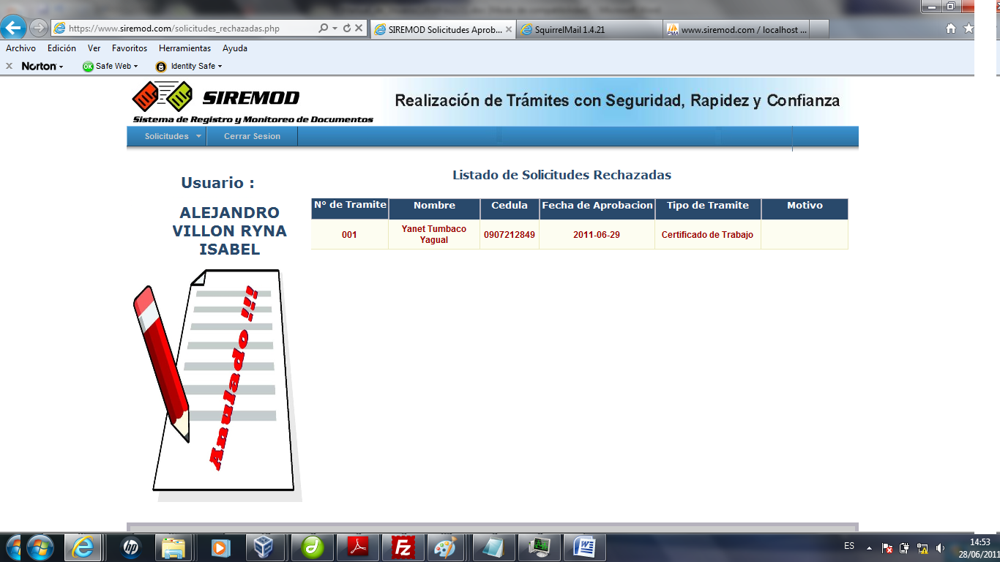 https://www.siremod.com/solicitudes_rechazadas.php
SIREMOD Solicitudes Aprob...
SquirrelMail 1.4.21
PMA
www.siremod.com / localhost ...
Archivo Edición Ver Favoritos Herramientas Ayuda
X Norton
OK Safe Web
Identity Safe
SIREMOD
Sistema de Registro y Monitoreo de Documentos
Realización de Trámites con Seguridad, Rapidez y Confianza
Solicitudes Cerrar Sesion
Usuario :
ALEJANDRO
VILLON RYNA
ISABEL
Anulado !!!
Listado de Solicitudes Rechazadas
N° de Tramite Nombre Cedula Fecha de Aprobacion Tipo de Tramite Motivo
001 Yanet Tumbaco Yagual 0907212849 2011-06-29 Certificado de Trabajo
hp
FZ
W
ES
14:53
28/06/2011